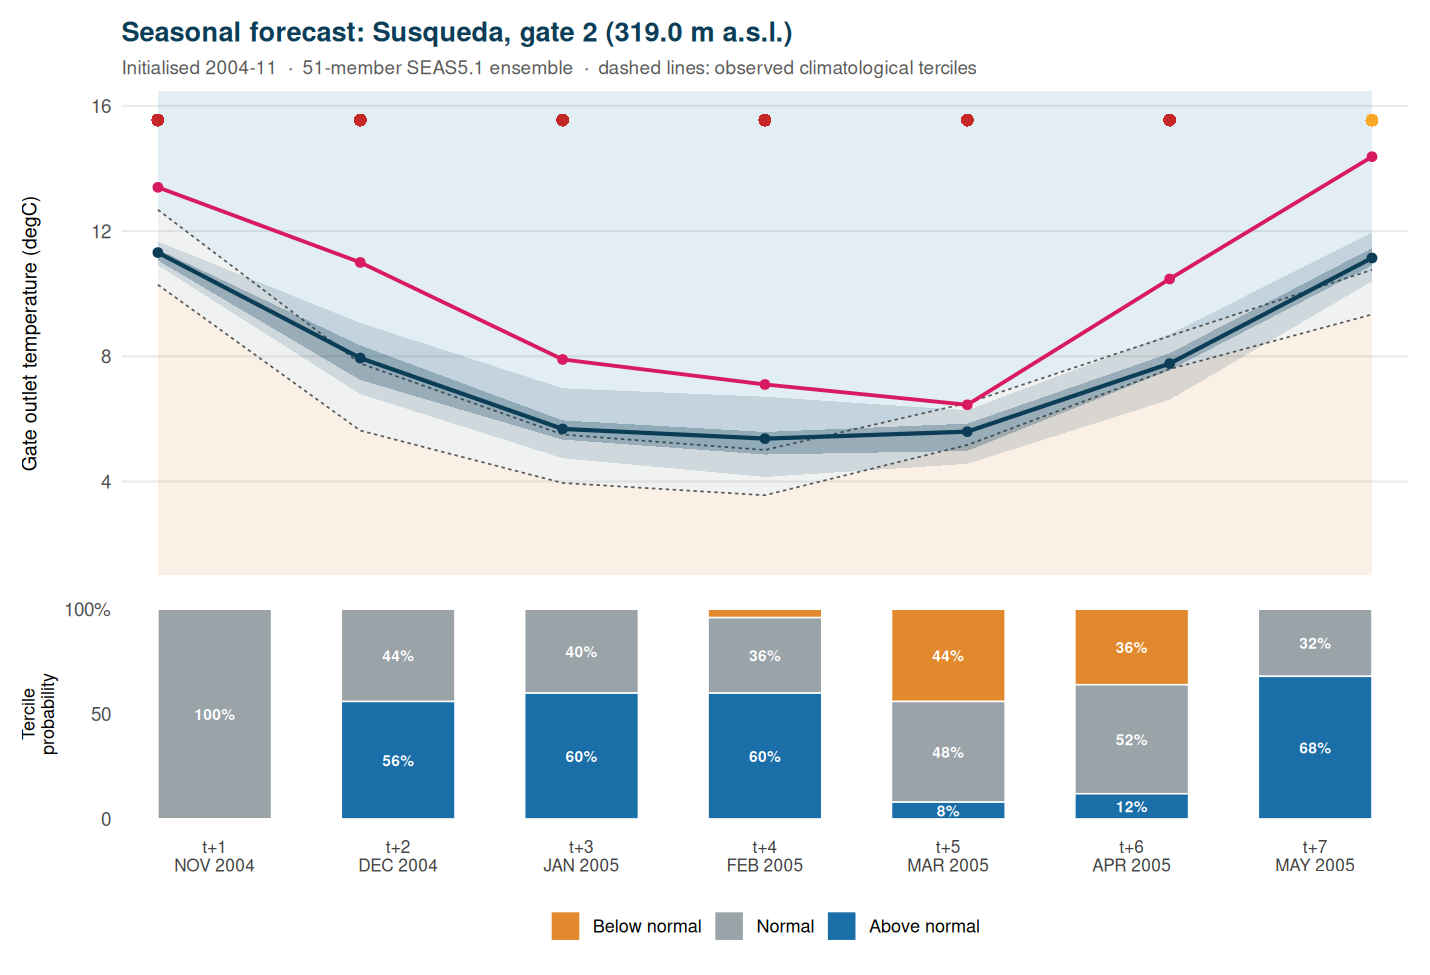 Seasonal forecast: Susqueda, gate 2 (319.0 m a.s.l.)
Initialised 2004-11 · 51-member SEAS5.1 ensemble · dashed lines: observed climatological terciles
Gate outlet temperature (degC)
16
12
8
4
Tercile
probability
100%
50
0
100%
44%
56%
40%
60%
36%
60%
44%
48%
8%
36%
52%
12%
32%
68%
t+1
NOV 2004
t+2
DEC 2004
t+3
JAN 2005
t+4
FEB 2005
t+5
MAR 2005
t+6
APR 2005
t+7
MAY 2005
Below normal
Normal
Above normal